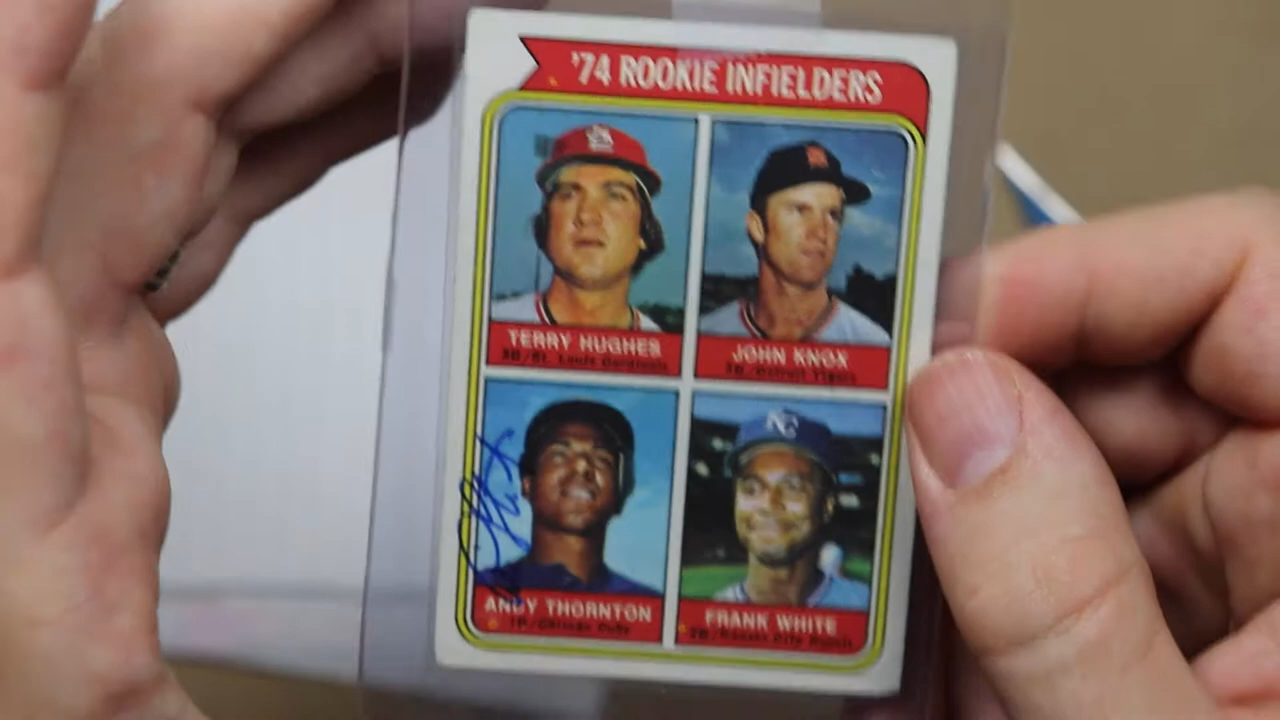 '74 ROOKIE INFIELDERS
TERRY HUGHES
3B/St. Louis Cardinals
JOHN KNOX
2B/Detroit Tigers
KC
ANDY THORNTON
1B/Chicago Cubs
FRANK WHITE
2B/Kansas City Royals